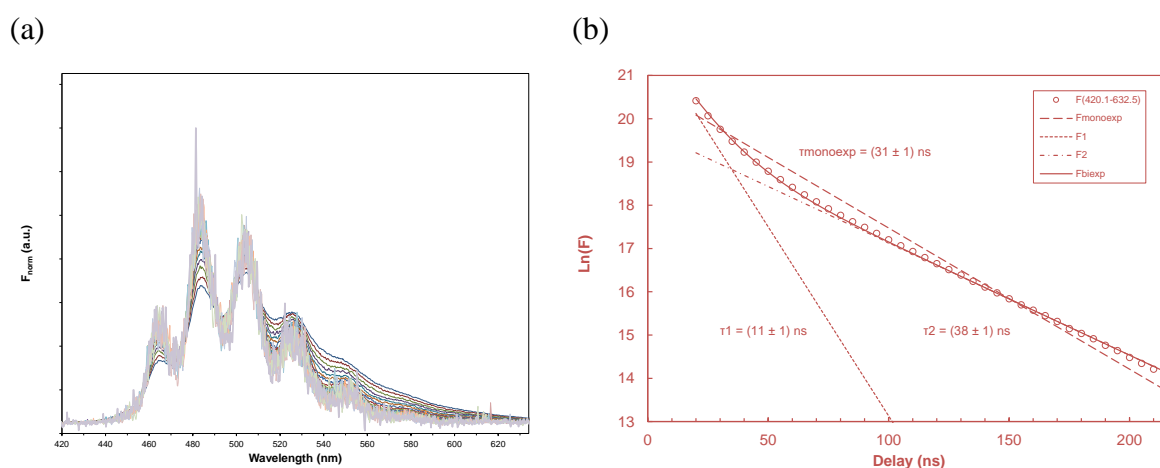 (a)
(b)
F_norm (a.u.)
420 440 460 480 500 520 540 560 580 600 620
Wavelength (nm)
21
20
19
18
17
16
15
14
13
Ln(F)
0 50 100 150 200
Delay (ns)
F(420.1-632.5)
Fmonoexp
F1
F2
Fbiexp
τmonoexp = (31 ± 1) ns
τ1 = (11 ± 1) ns
τ2 = (38 ± 1) ns